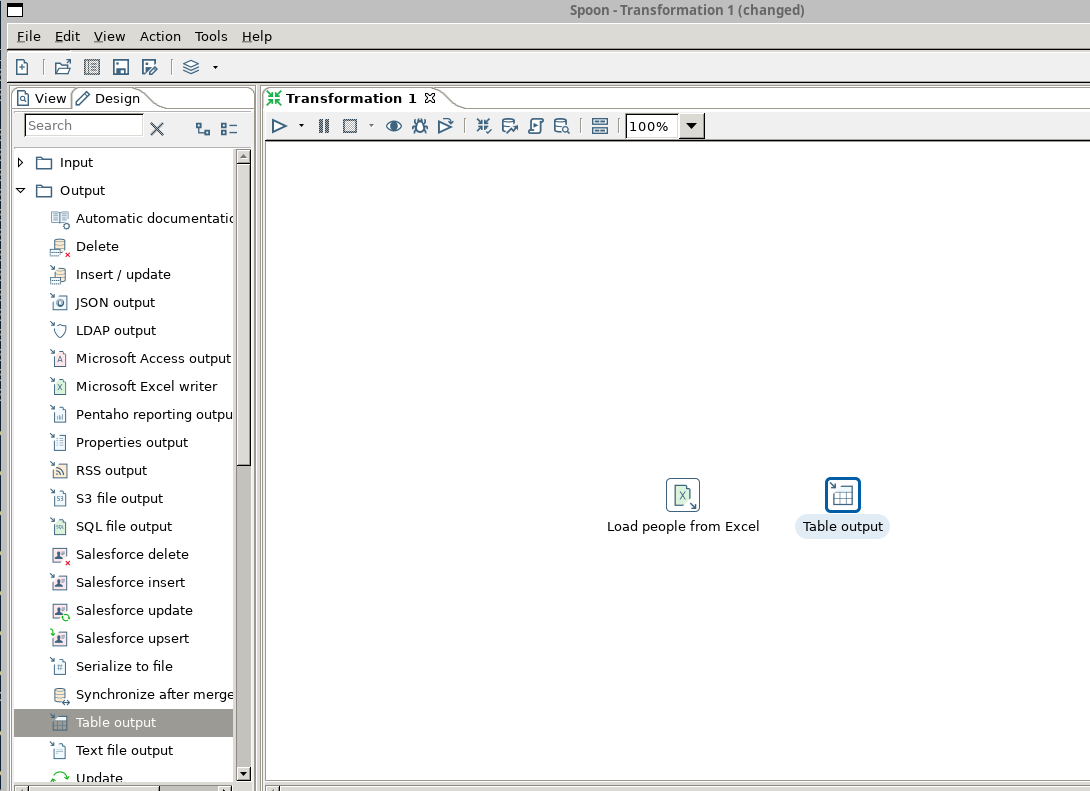 Spoon - Transformation 1 (changed)
File Edit View Action Tools Help
View Design
Transformation 1
Search
100%
Input
Output
Automatic documentatic
Delete
Insert / update
JSON output
LDAP output
Microsoft Access output
Microsoft Excel writer
Pentaho reporting outpu
Properties output
RSS output
S3 file output
SQL file output
Salesforce delete
Salesforce insert
Salesforce update
Salesforce upsert
Serialize to file
Synchronize after merge
Table output
Text file output
Update
Load people from Excel
Table output